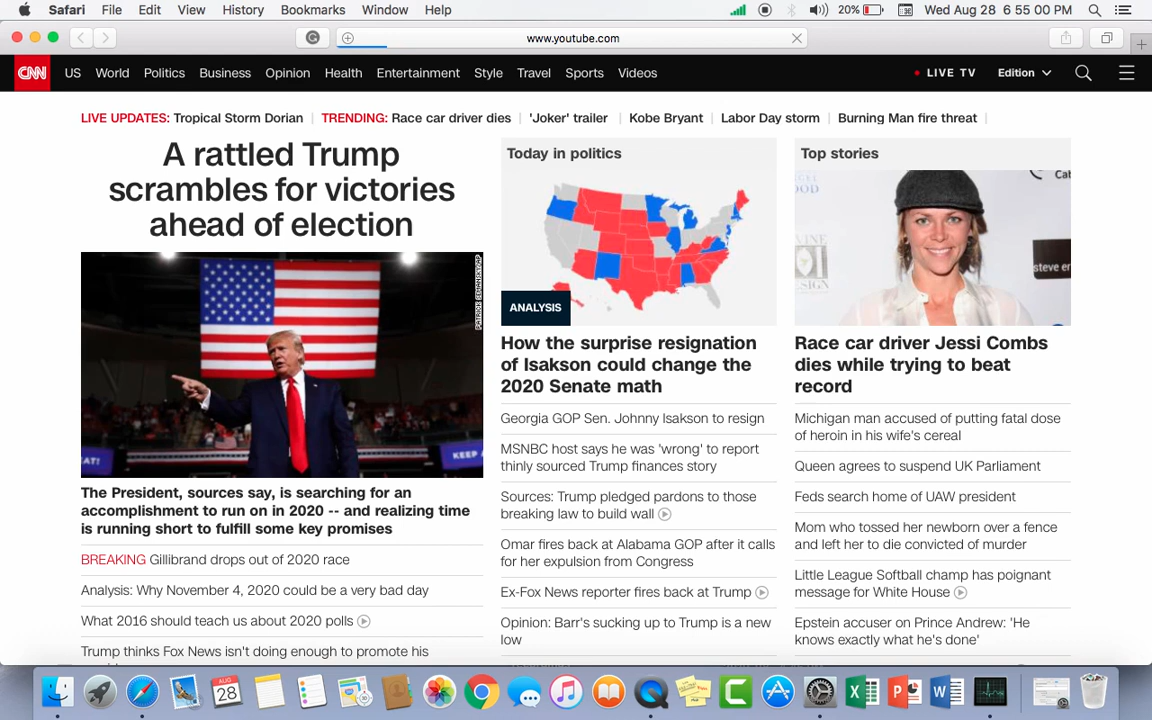 Safari File Edit View History Bookmarks Window Help 20% Wed Aug 28 6 55 00 PM
www.youtube.com
CNN US World Politics Business Opinion Health Entertainment Style Travel Sports Videos LIVE TV Edition
LIVE UPDATES: Tropical Storm Dorian TRENDING: Race car driver dies 'Joker' trailer Kobe Bryant Labor Day storm Burning Man fire threat
A rattled Trump
scrambles for victories
ahead of election
The President, sources say, is searching for an
accomplishment to run on in 2020 -- and realizing time
is running short to fulfill some key promises
BREAKING Gillibrand drops out of 2020 race
Analysis: Why November 4, 2020 could be a very bad day
What 2016 should teach us about 2020 polls
Trump thinks Fox News isn't doing enough to promote his
Today in politics
ANALYSIS
How the surprise resignation
of Isakson could change the
2020 Senate math
Georgia GOP Sen. Johnny Isakson to resign
MSNBC host says he was 'wrong' to report
thinly sourced Trump finances story
Sources: Trump pledged pardons to those
breaking law to build wall
Omar fires back at Alabama GOP after it calls
for her expulsion from Congress
Ex-Fox News reporter fires back at Trump
Opinion: Barr's sucking up to Trump is a new
low
Top stories
steve er
Race car driver Jessi Combs
dies while trying to beat
record
Michigan man accused of putting fatal dose
of heroin in his wife's cereal
Queen agrees to suspend UK Parliament
Feds search home of UAW president
Mom who tossed her newborn over a fence
and left her to die convicted of murder
Little League Softball champ has poignant
message for White House
Epstein accuser on Prince Andrew: 'He
knows exactly what he's done'
AUG
28